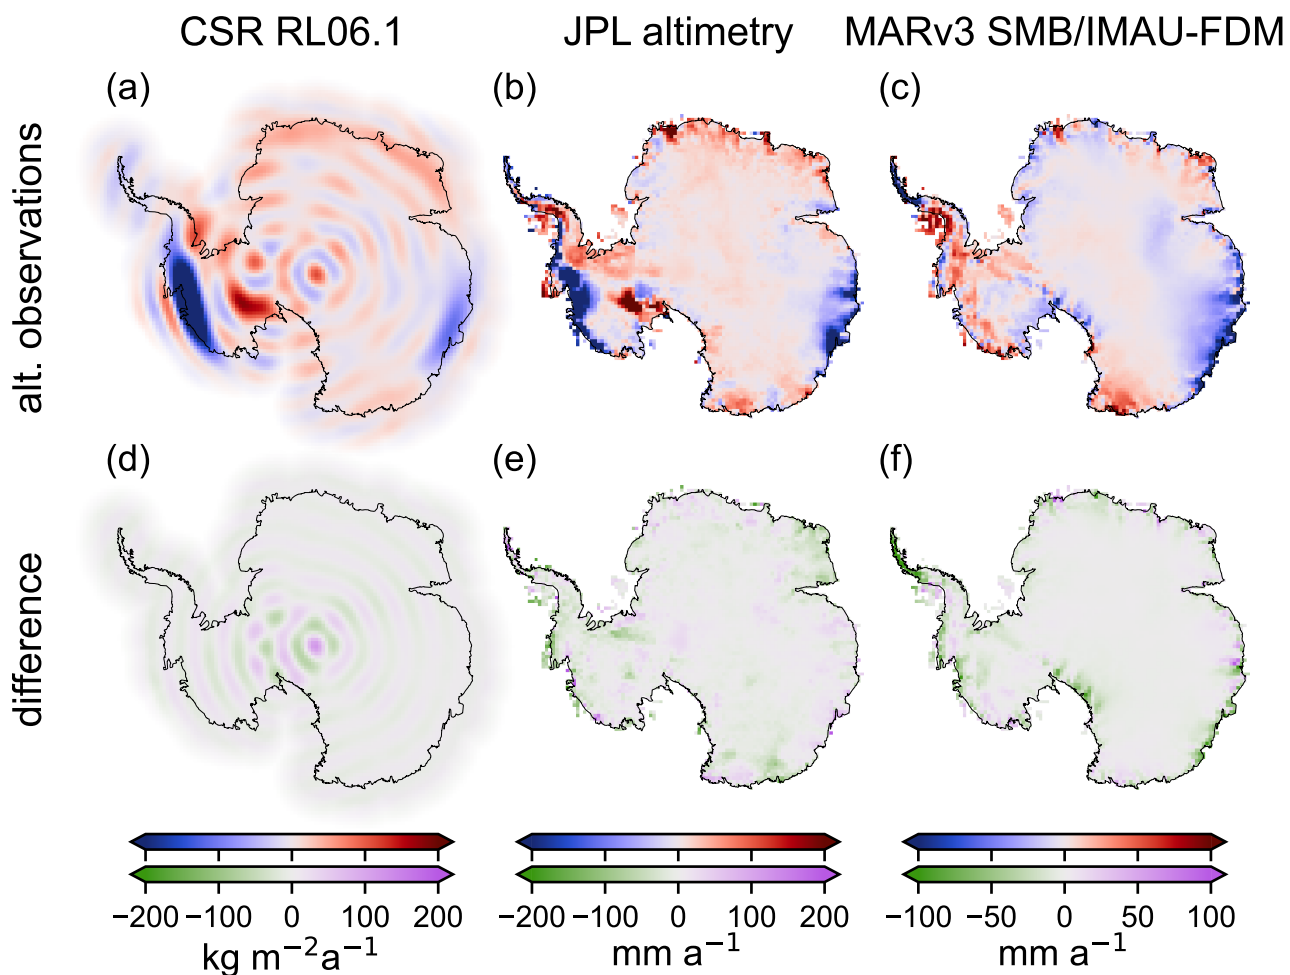 CSR RL06.1 JPL altimetry MARv3 SMB/IMAU-FDM
(a) (b) (c)
alt. observations
(d) (e) (f)
difference
−200 −100 0 100 200 −200 −100 0 100 200 −100 −50 0 50 100
kg m⁻²a⁻¹ mm a⁻¹ mm a⁻¹